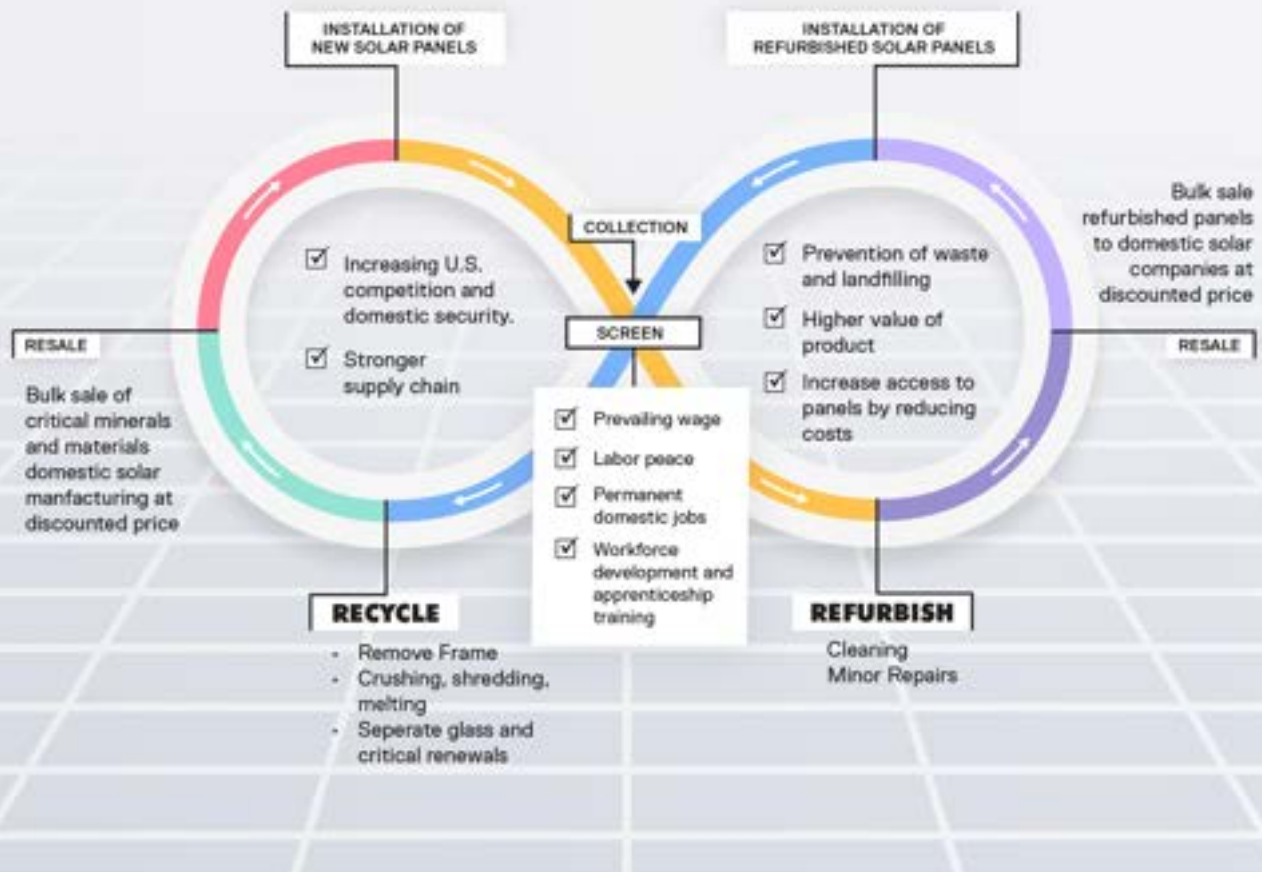 INSTALLATION OF
NEW SOLAR PANELS
INSTALLATION OF
REFURBISHED SOLAR PANELS
COLLECTION
SCREEN
Increasing U.S.
competition and
domestic security.
Stronger
supply chain
Prevention of waste
and landfilling
Higher value of
product
Increase access to
panels by reducing
costs
Bulk sale
refurbished panels
to domestic solar
companies at
discounted price
RESALE
RESALE
Bulk sale of
critical minerals
and materials
domestic solar
manfacturing at
discounted price
Prevailing wage
Labor peace
Permanent
domestic jobs
Workforce
development and
apprenticeship
training
RECYCLE
- Remove Frame
- Crushing, shredding,
melting
- Seperate glass and
critical renewals
REFURBISH
Cleaning
Minor Repairs